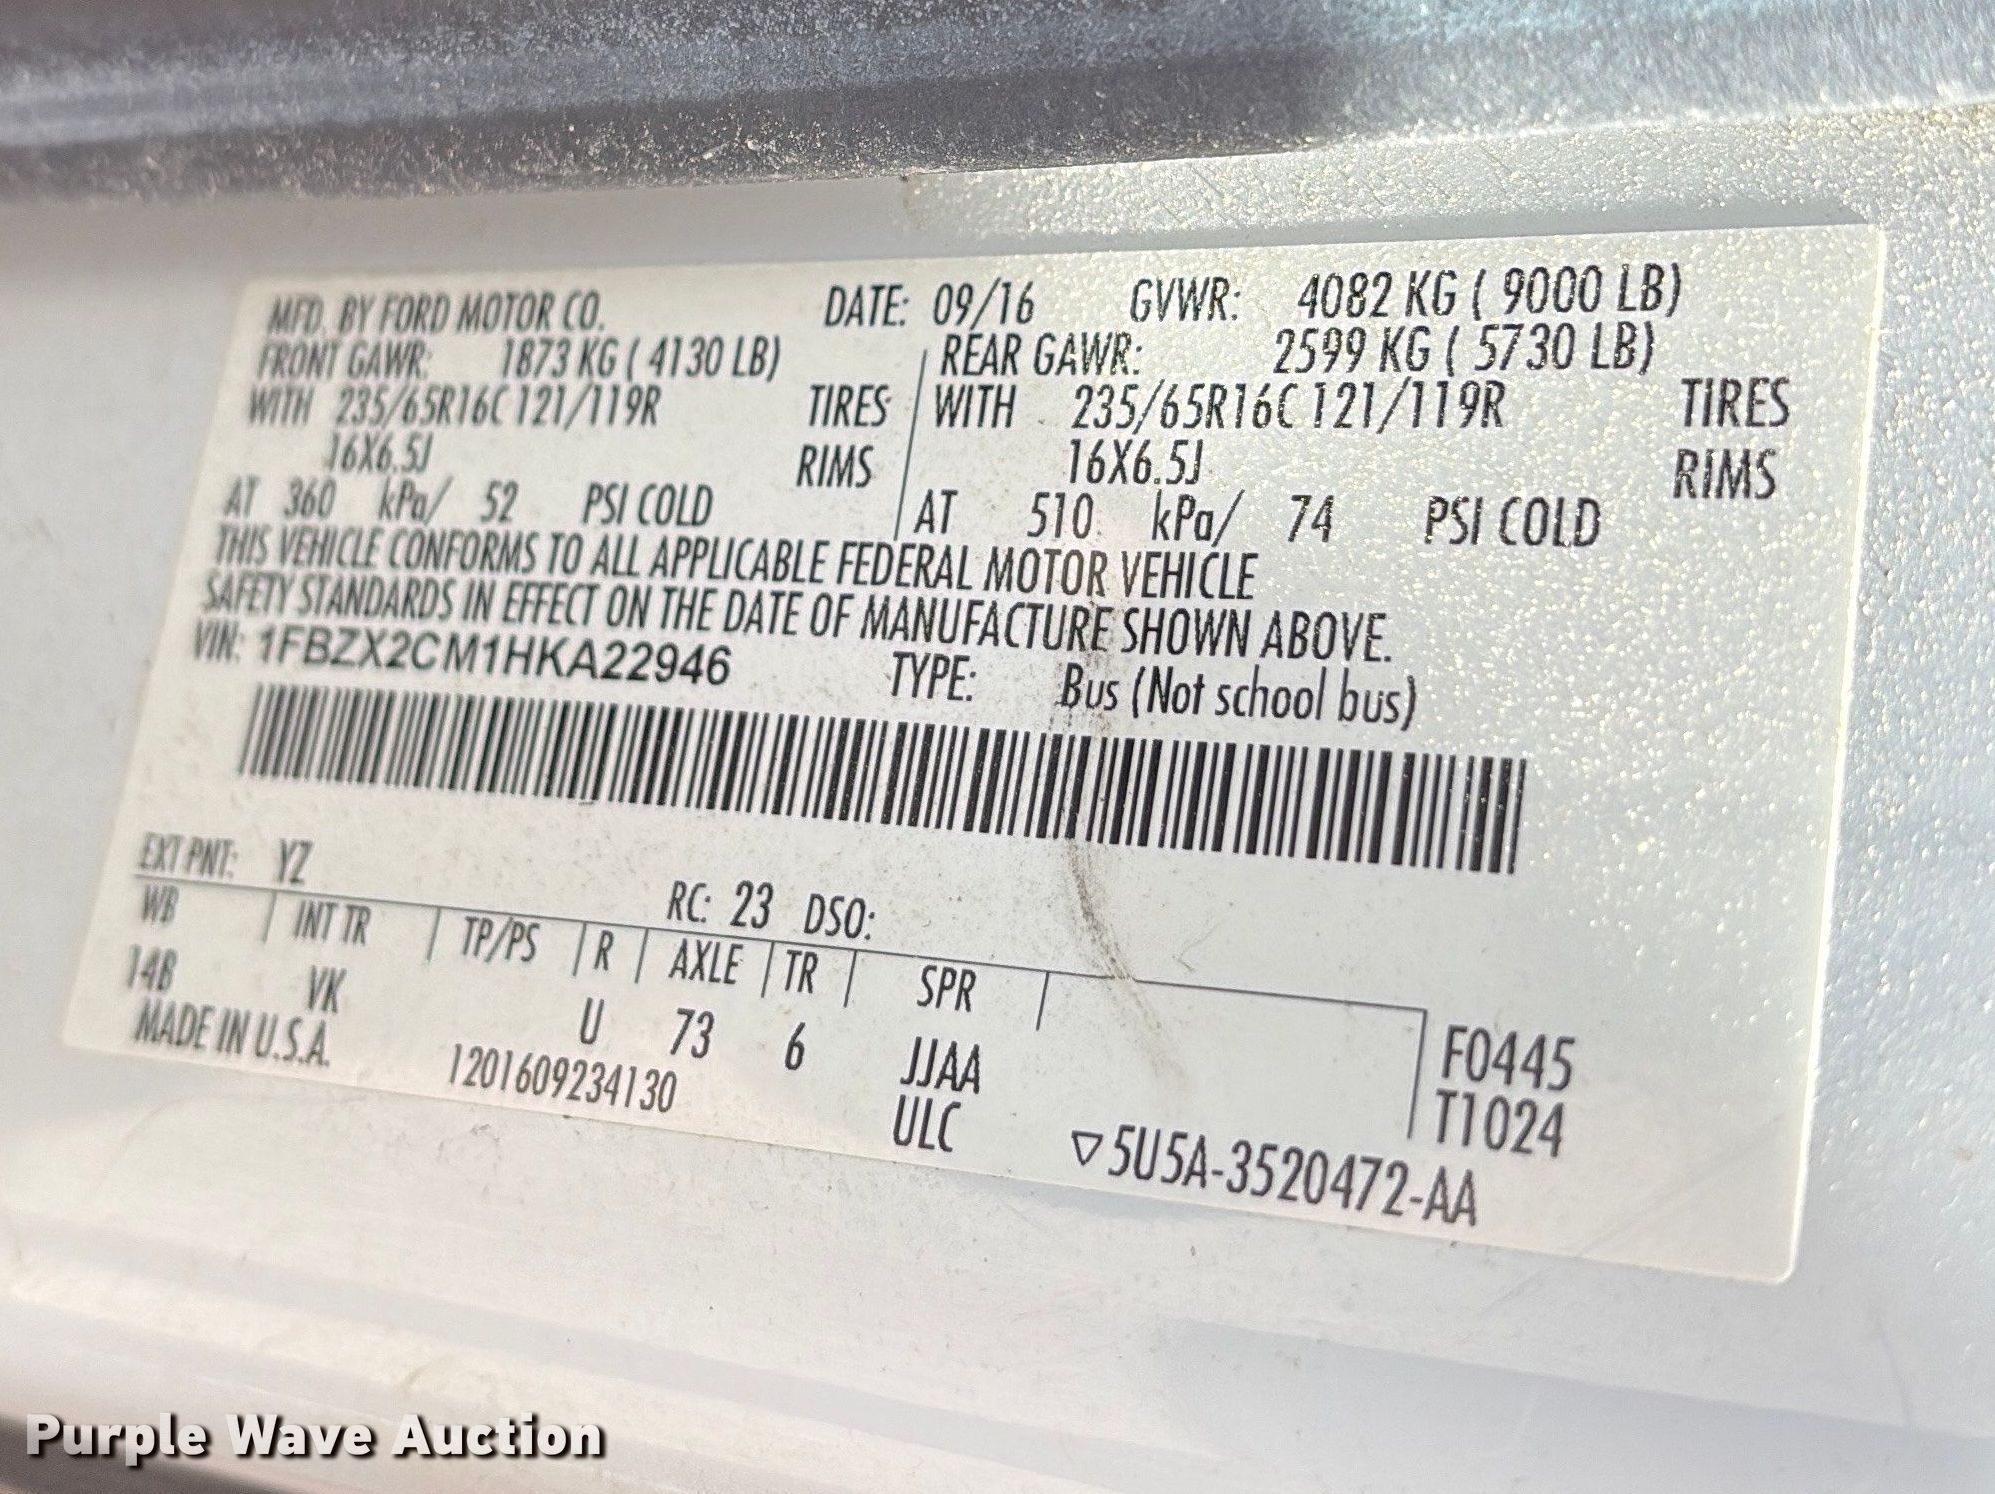 MFD. BY FORD MOTOR CO. DATE: 09/16 GVWR: 4082 KG ( 9000 LB)
FRONT GAWR: 1873 KG ( 4130 LB) REAR GAWR: 2599 KG ( 5730 LB)
WITH 235/65R16C 121/119R TIRES WITH 235/65R16C 121/119R TIRES
16X6.5J RIMS 16X6.5J RIMS
AT 360 kPa/ 52 PSI COLD AT 510 kPa/ 74 PSI COLD
THIS VEHICLE CONFORMS TO ALL APPLICABLE FEDERAL MOTOR VEHICLE
SAFETY STANDARDS IN EFFECT ON THE DATE OF MANUFACTURE SHOWN ABOVE.
VIN: 1FBZX2CM1HKA22946 TYPE: Bus (Not school bus)
EXT PNT: YZ RC: 23 DSO:
WB INT TR TP/PS R AXLE TR SPR
14B VK U 73 6 JJAA F0445
MADE IN U.S.A. 1201609234130 ULC T1024
▽5U5A-3520472-AA
Purple Wave Auction